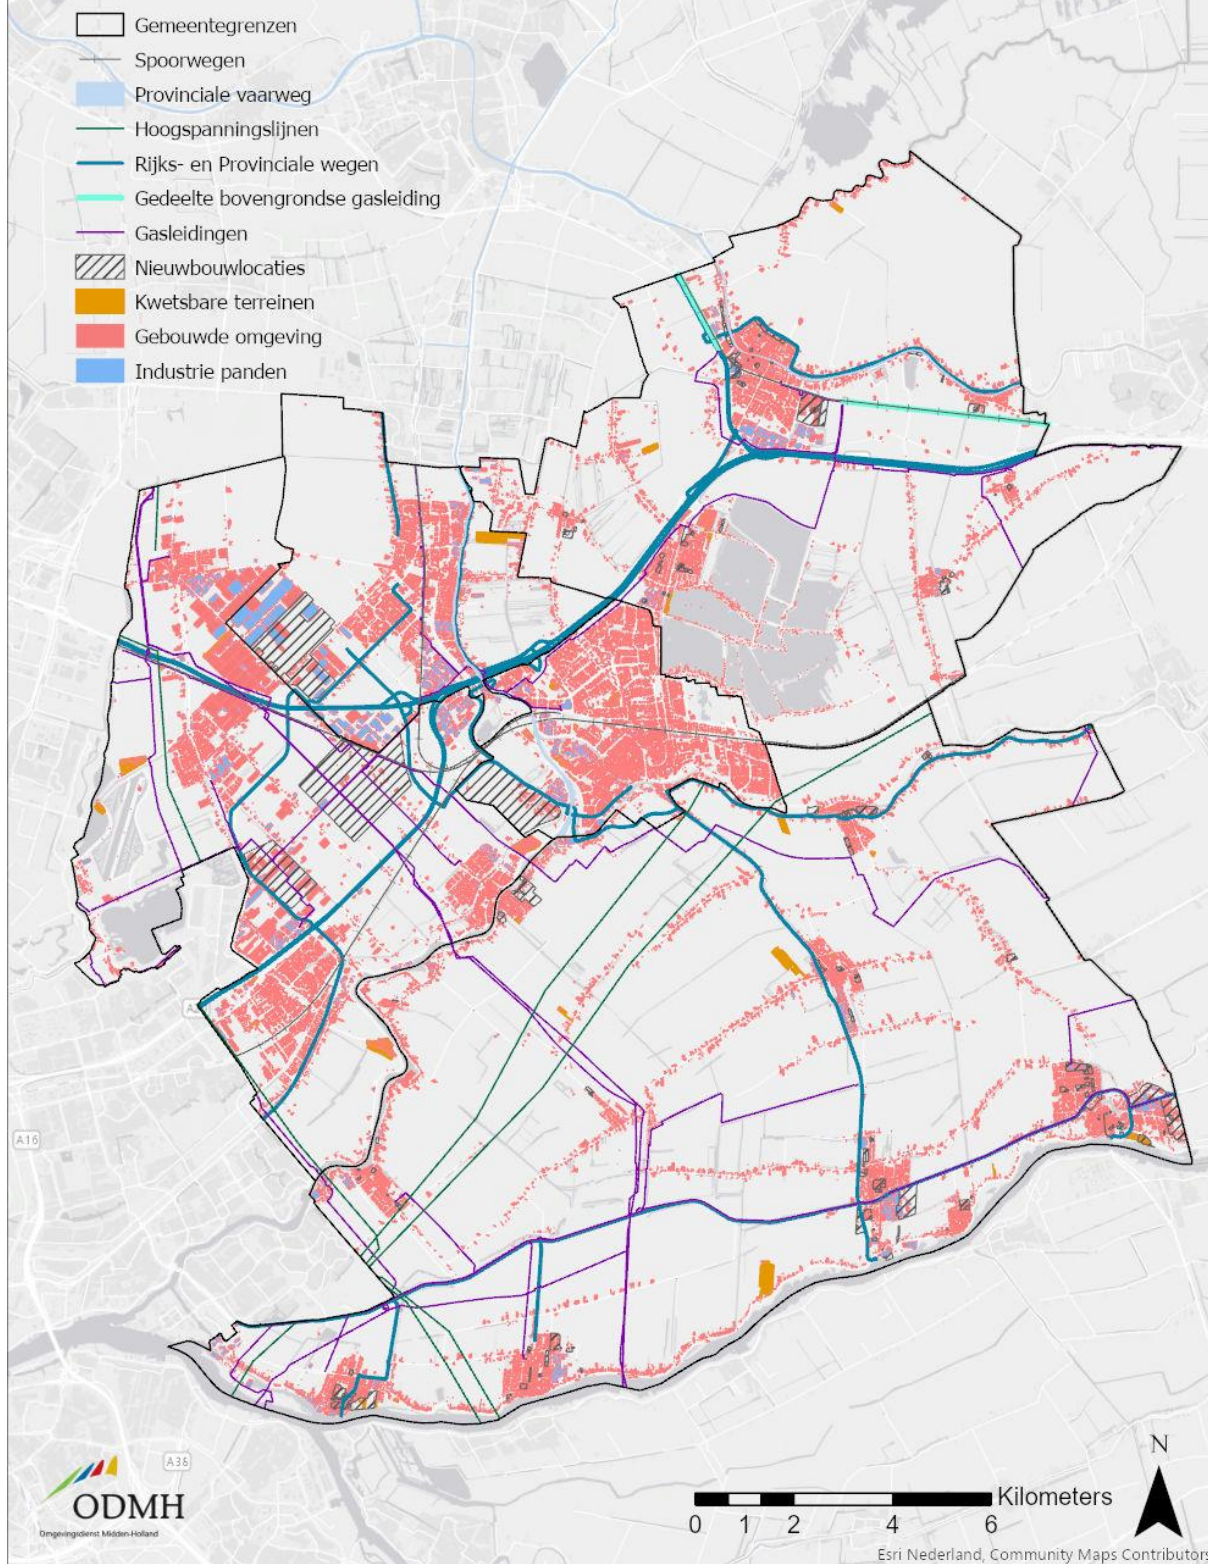 Gemeentegrenzen
Spoorwegen
Provinciale vaarweg
Hoogspanningslijnen
Rijks- en Provinciale wegen
Gedeelte bovengrondse gasleiding
Gasleidingen
Nieuwbouwlocaties
Kwetsbare terreinen
Gebouwde omgeving
Industrie panden
A16
A38
ODMH
Omgevingsdienst Midden-Holland
N
Kilometers
0 1 2 4 6
Esri Nederland, Community Maps Contributors